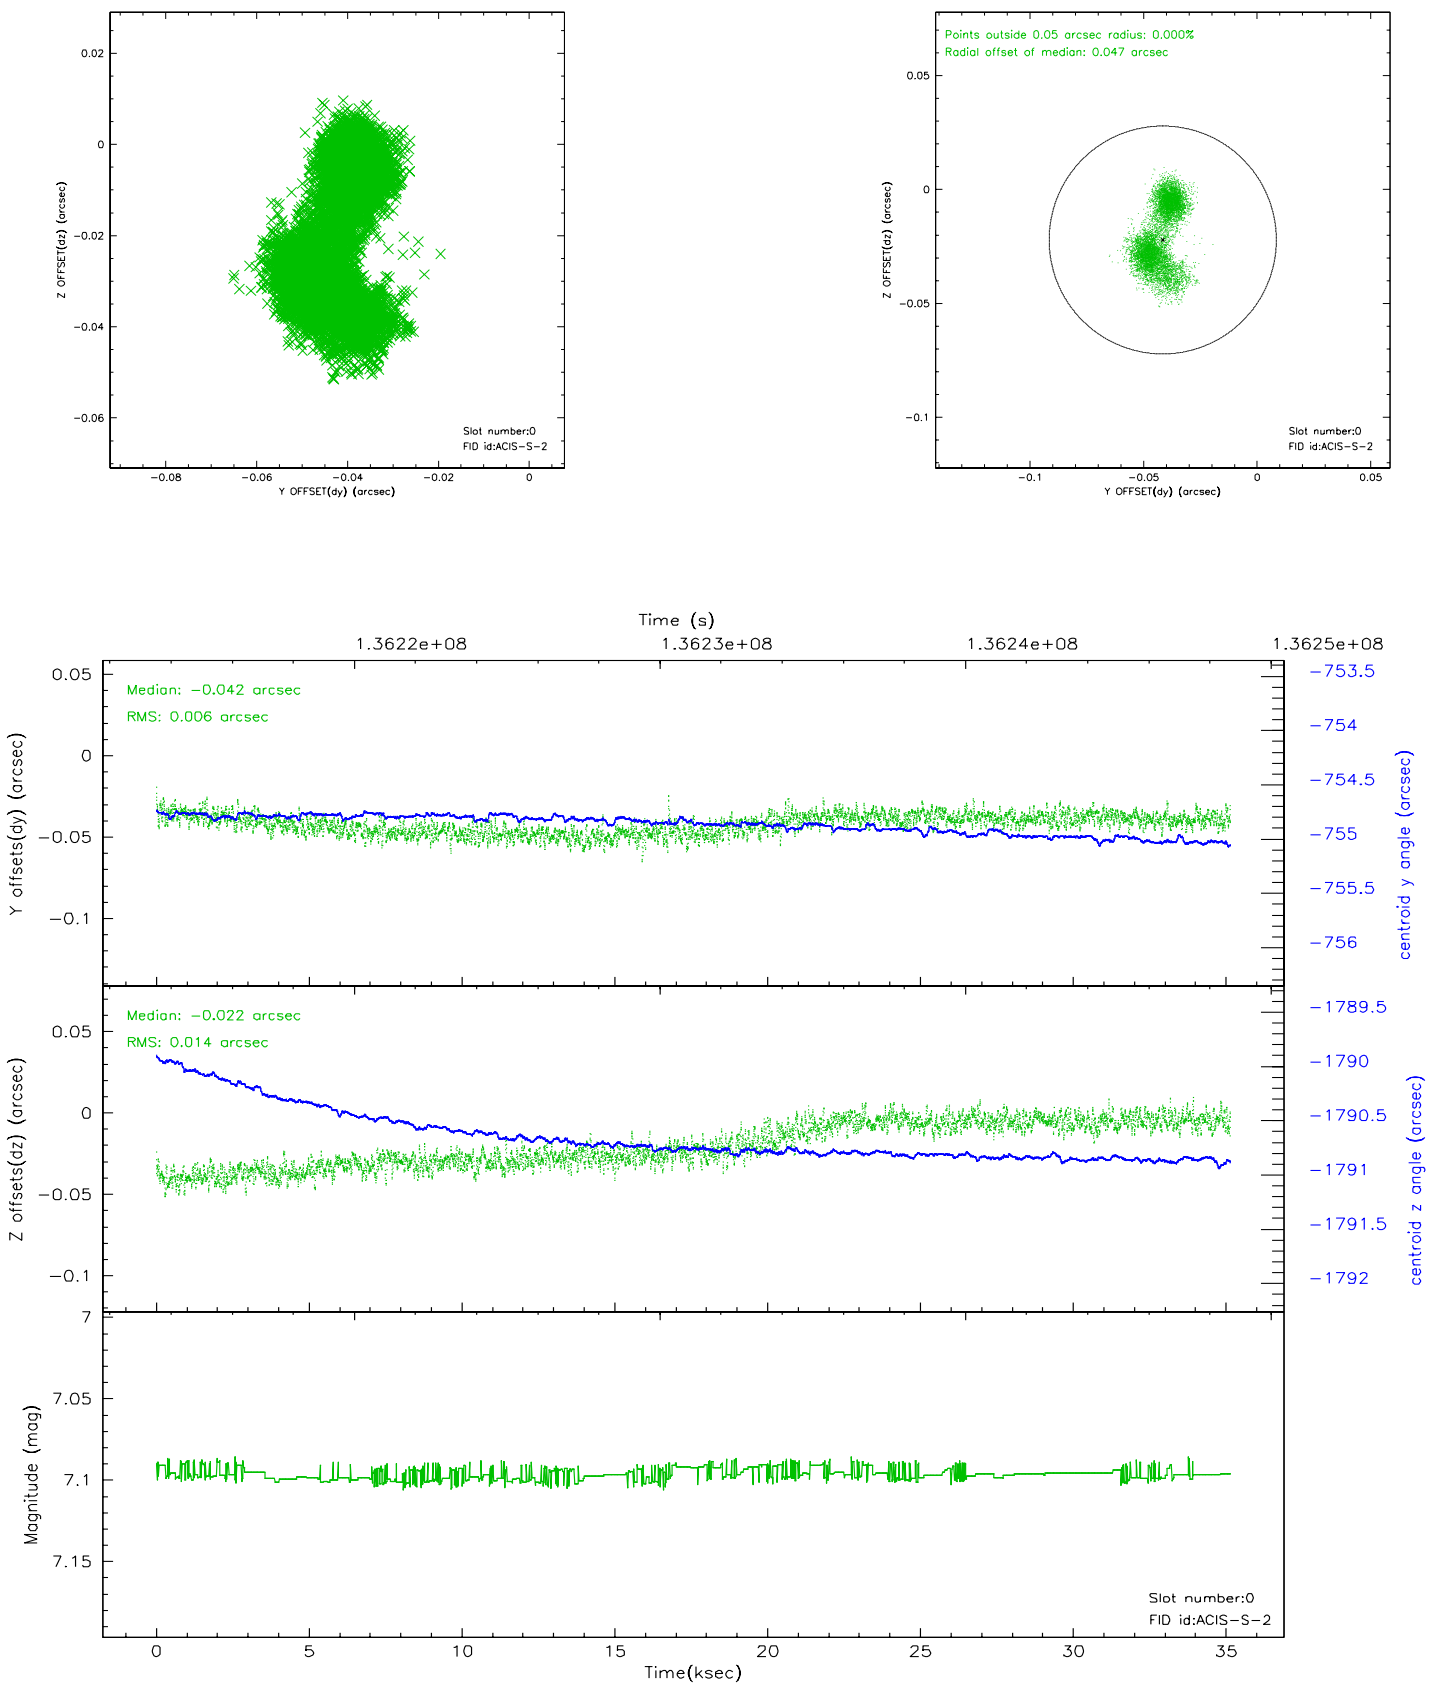 0.02
0
−0.02
−0.04
−0.06
Z OFFSET(dz) (arcsec)
Slot number:0
FID id:ACIS−S−2
−0.08
−0.06
−0.04
−0.02
0
Y OFFSET(dy) (arcsec)
Points outside 0.05 arcsec radius: 0.000%
Radial offset of median: 0.047 arcsec
0.05
0
−0.05
−0.1
Z OFFSET(dz) (arcsec)
Slot number:0
FID id:ACIS−S−2
−0.1
−0.05
0
0.05
Y OFFSET(dy) (arcsec)
Time (s)
1.3622e+08
1.3623e+08
1.3624e+08
1.3625e+08
Median: −0.042 arcsec
RMS: 0.006 arcsec
0.05
0
−0.05
−0.1
Y offsets(dy) (arcsec)
−753.5
−754
−754.5
−755
−755.5
−756
centroid y angle (arcsec)
Median: −0.022 arcsec
RMS: 0.014 arcsec
0.05
0
−0.05
−0.1
Z offsets(dz) (arcsec)
−1789.5
−1790
−1790.5
−1791
−1791.5
−1792
centroid z angle (arcsec)
7
7.05
7.1
7.15
Magnitude (mag)
Slot number:0
FID id:ACIS−S−2
0
5
10
15
20
25
30
35
Time(ksec)